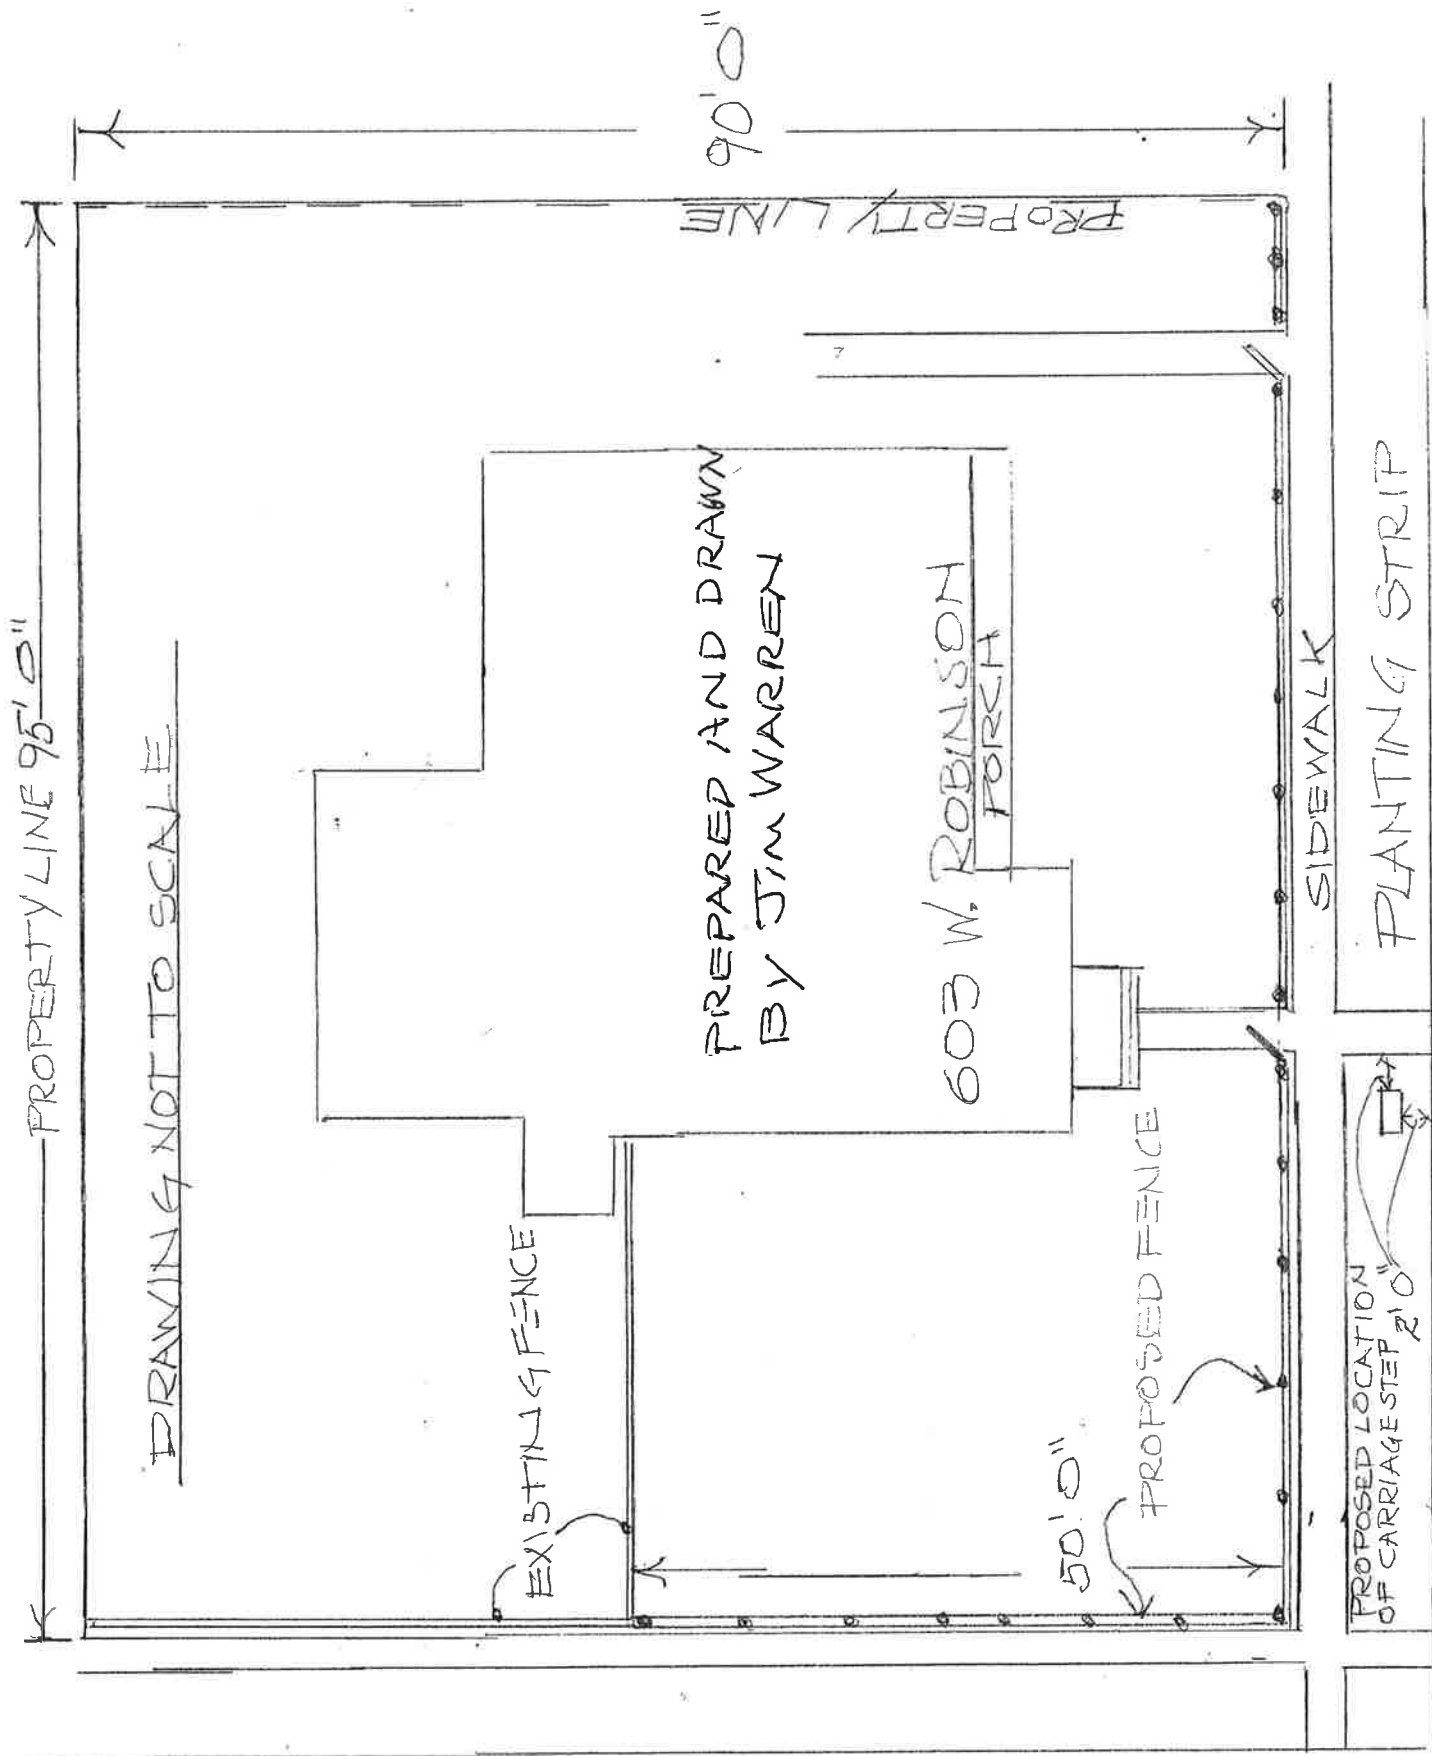 PROPERTY LINE 95'0"
DRAWING NOT TO SCALE
90'0"
PROPERTY LINE
EXISTING FENCE
PREPARED AND DRAWN
BY JIM WARREN
603 W. ROBINSON
PORCH
50'0"
PROPOSED FENCE
SIDEWALK
PLANTING STRIP
PROPOSED LOCATION
OF CARRIAGE STEP
2'0"